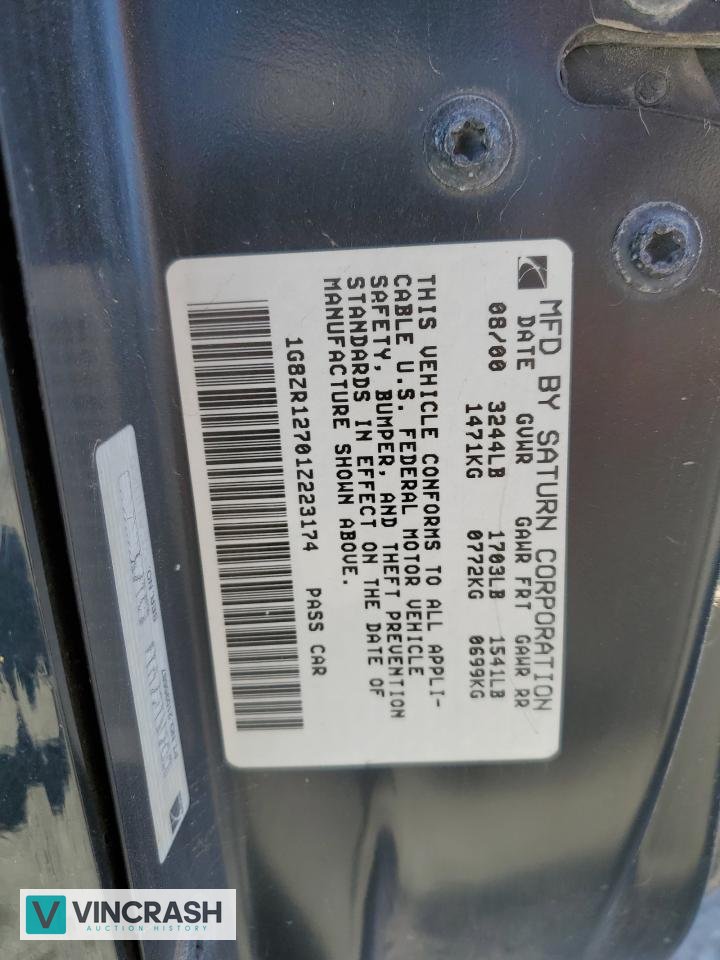 MFD BY SATURN CORPORATION
DATE GVWR GAWR FRT GAWR RR
08/00 3244LB 1703LB 1541LB
1471KG 0772KG 0699KG
THIS VEHICLE CONFORMS TO ALL APPLI-
CABLE U.S. FEDERAL MOTOR VEHICLE
SAFETY, BUMPER, AND THEFT PREVENTION
STANDARDS IN EFFECT ON THE DATE OF
MANUFACTURE SHOWN ABOVE.
1G8ZR12701Z223174 PASS CAR
VINCRASH
AUCTION HISTORY